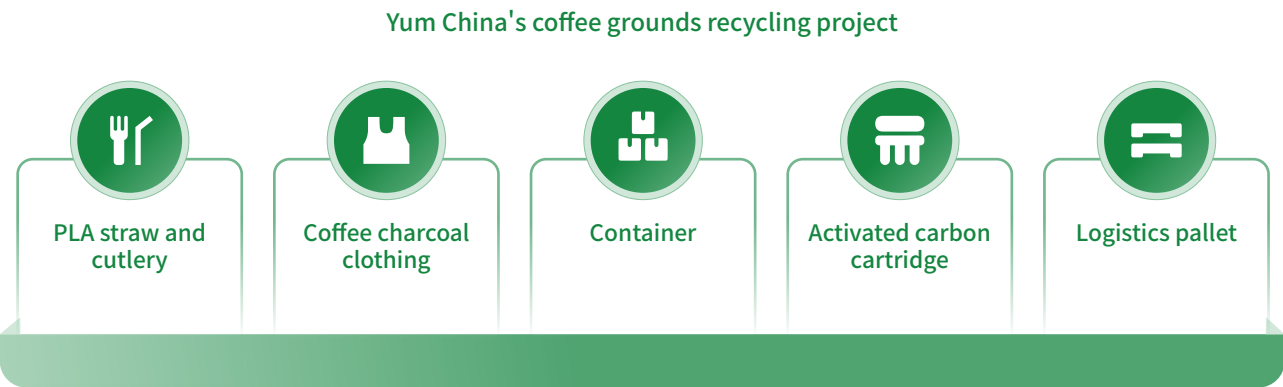 Yum China's coffee grounds recycling project
PLA straw and
cutlery
Coffee charcoal
clothing
Container
Activated carbon
cartridge
Logistics pallet